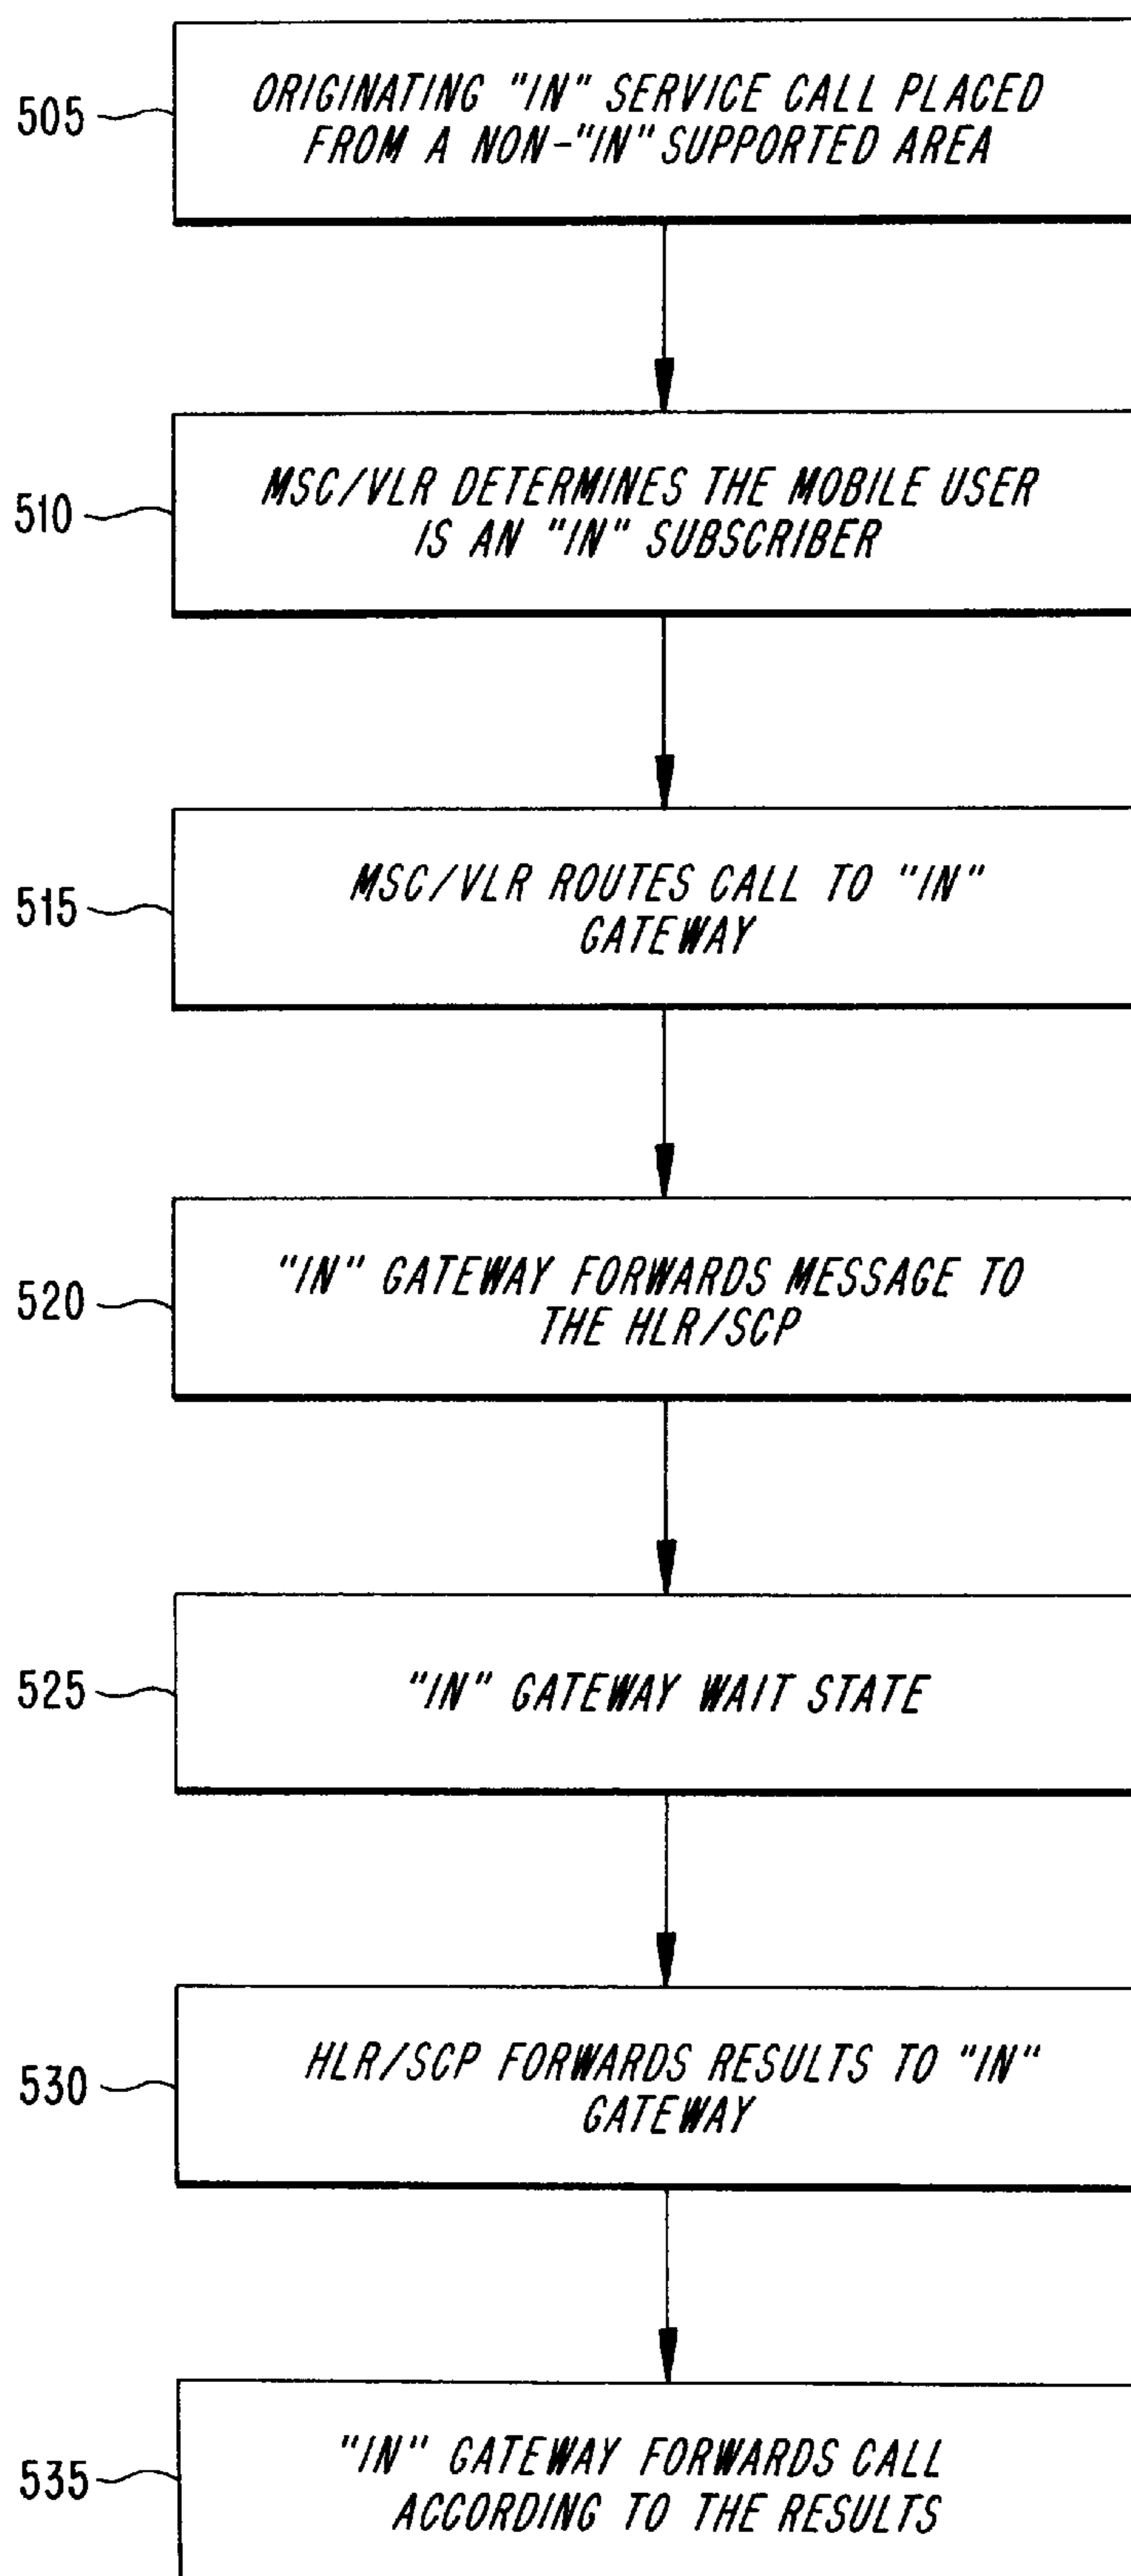 505
ORIGINATING "IN" SERVICE CALL PLACED
FROM A NON-"IN" SUPPORTED AREA
510
MSC/VLR DETERMINES THE MOBILE USER
IS AN "IN" SUBSCRIBER
515
MSC/VLR ROUTES CALL TO "IN"
GATEWAY
520
"IN" GATEWAY FORWARDS MESSAGE TO
THE HLR/SCP
525
"IN" GATEWAY WAIT STATE
530
HLR/SCP FORWARDS RESULTS TO "IN"
GATEWAY
535
"IN" GATEWAY FORWARDS CALL
ACCORDING TO THE RESULTS